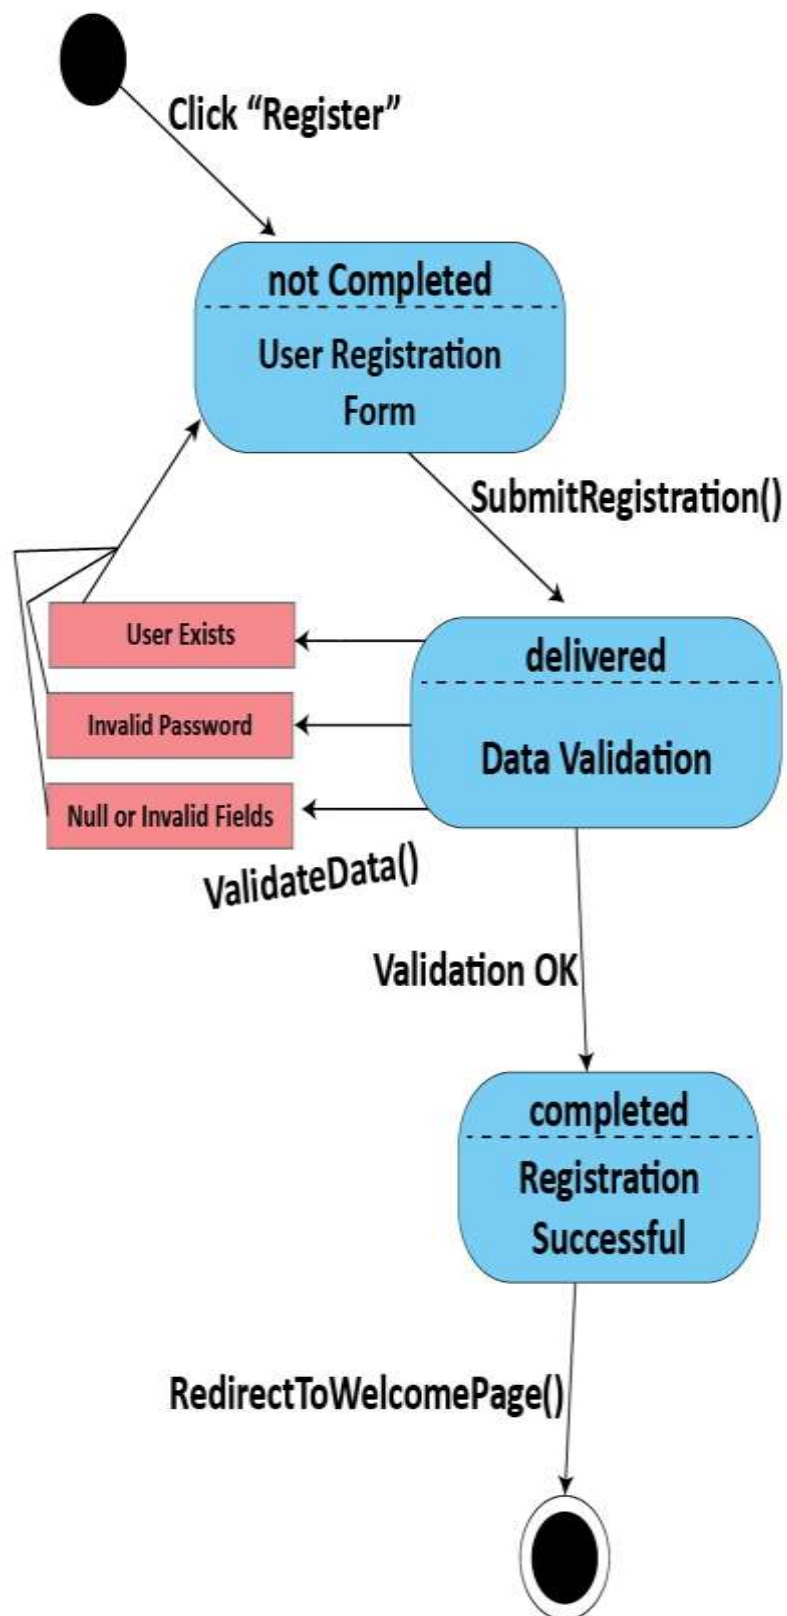 Click “Register”
not Completed
User Registration
Form
SubmitRegistration()
User Exists
delivered
Invalid Password
Data Validation
Null or Invalid Fields
ValidateData()
Validation OK
completed
Registration
Successful
RedirectToWelcomePage()